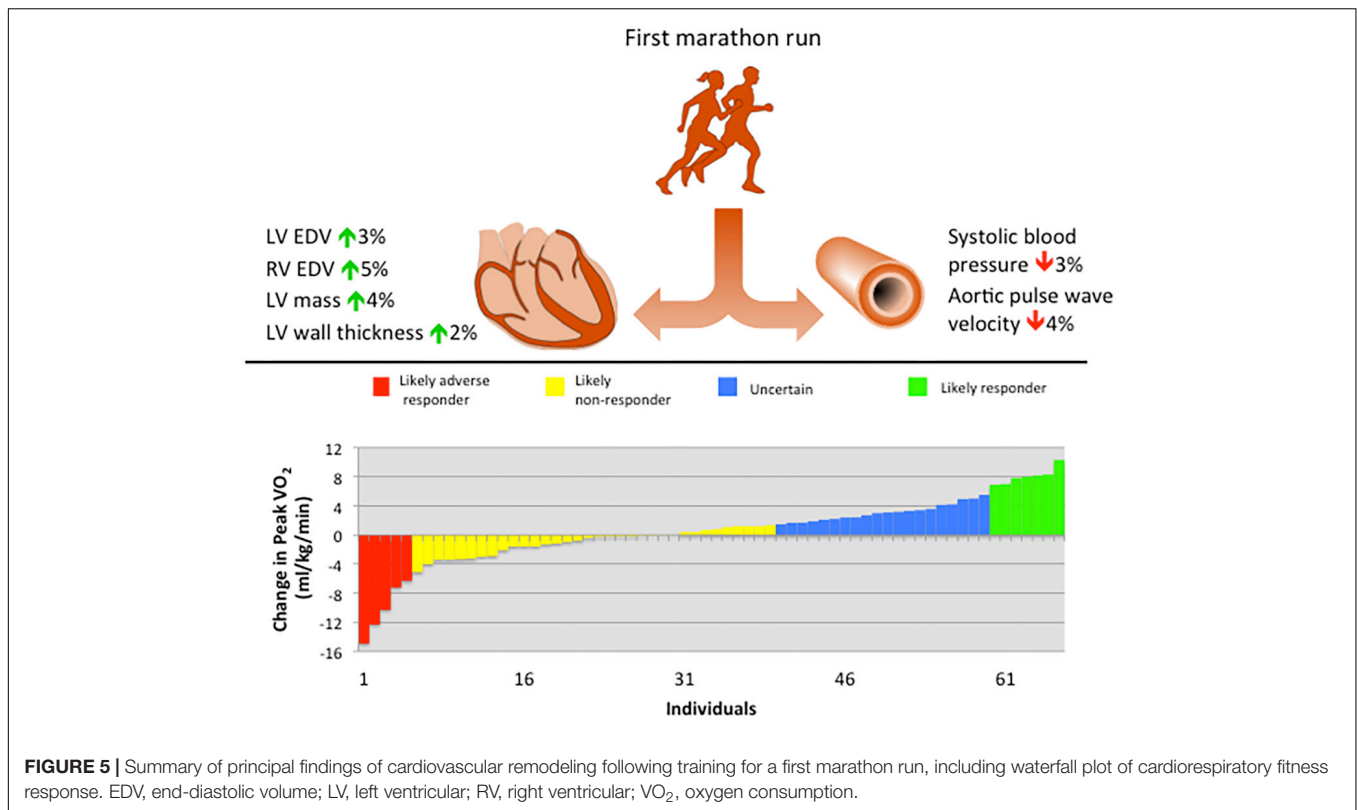 First marathon run
LV EDV ↑3%
RV EDV ↑5%
LV mass ↑4%
LV wall thickness ↑2%
Systolic blood
pressure ↓3%
Aortic pulse wave
velocity ↓4%
Likely adverse
responder
Likely
non-responder
Uncertain
Likely responder
Change in Peak VO₂
(ml/kg/min)
12
8
4
0
-4
-8
-12
-16
1 16 31 46 61
Individuals
FIGURE 5 | Summary of principal findings of cardiovascular remodeling following training for a first marathon run, including waterfall plot of cardiorespiratory fitness
response. EDV, end-diastolic volume; LV, left ventricular; RV, right ventricular; VO₂, oxygen consumption.